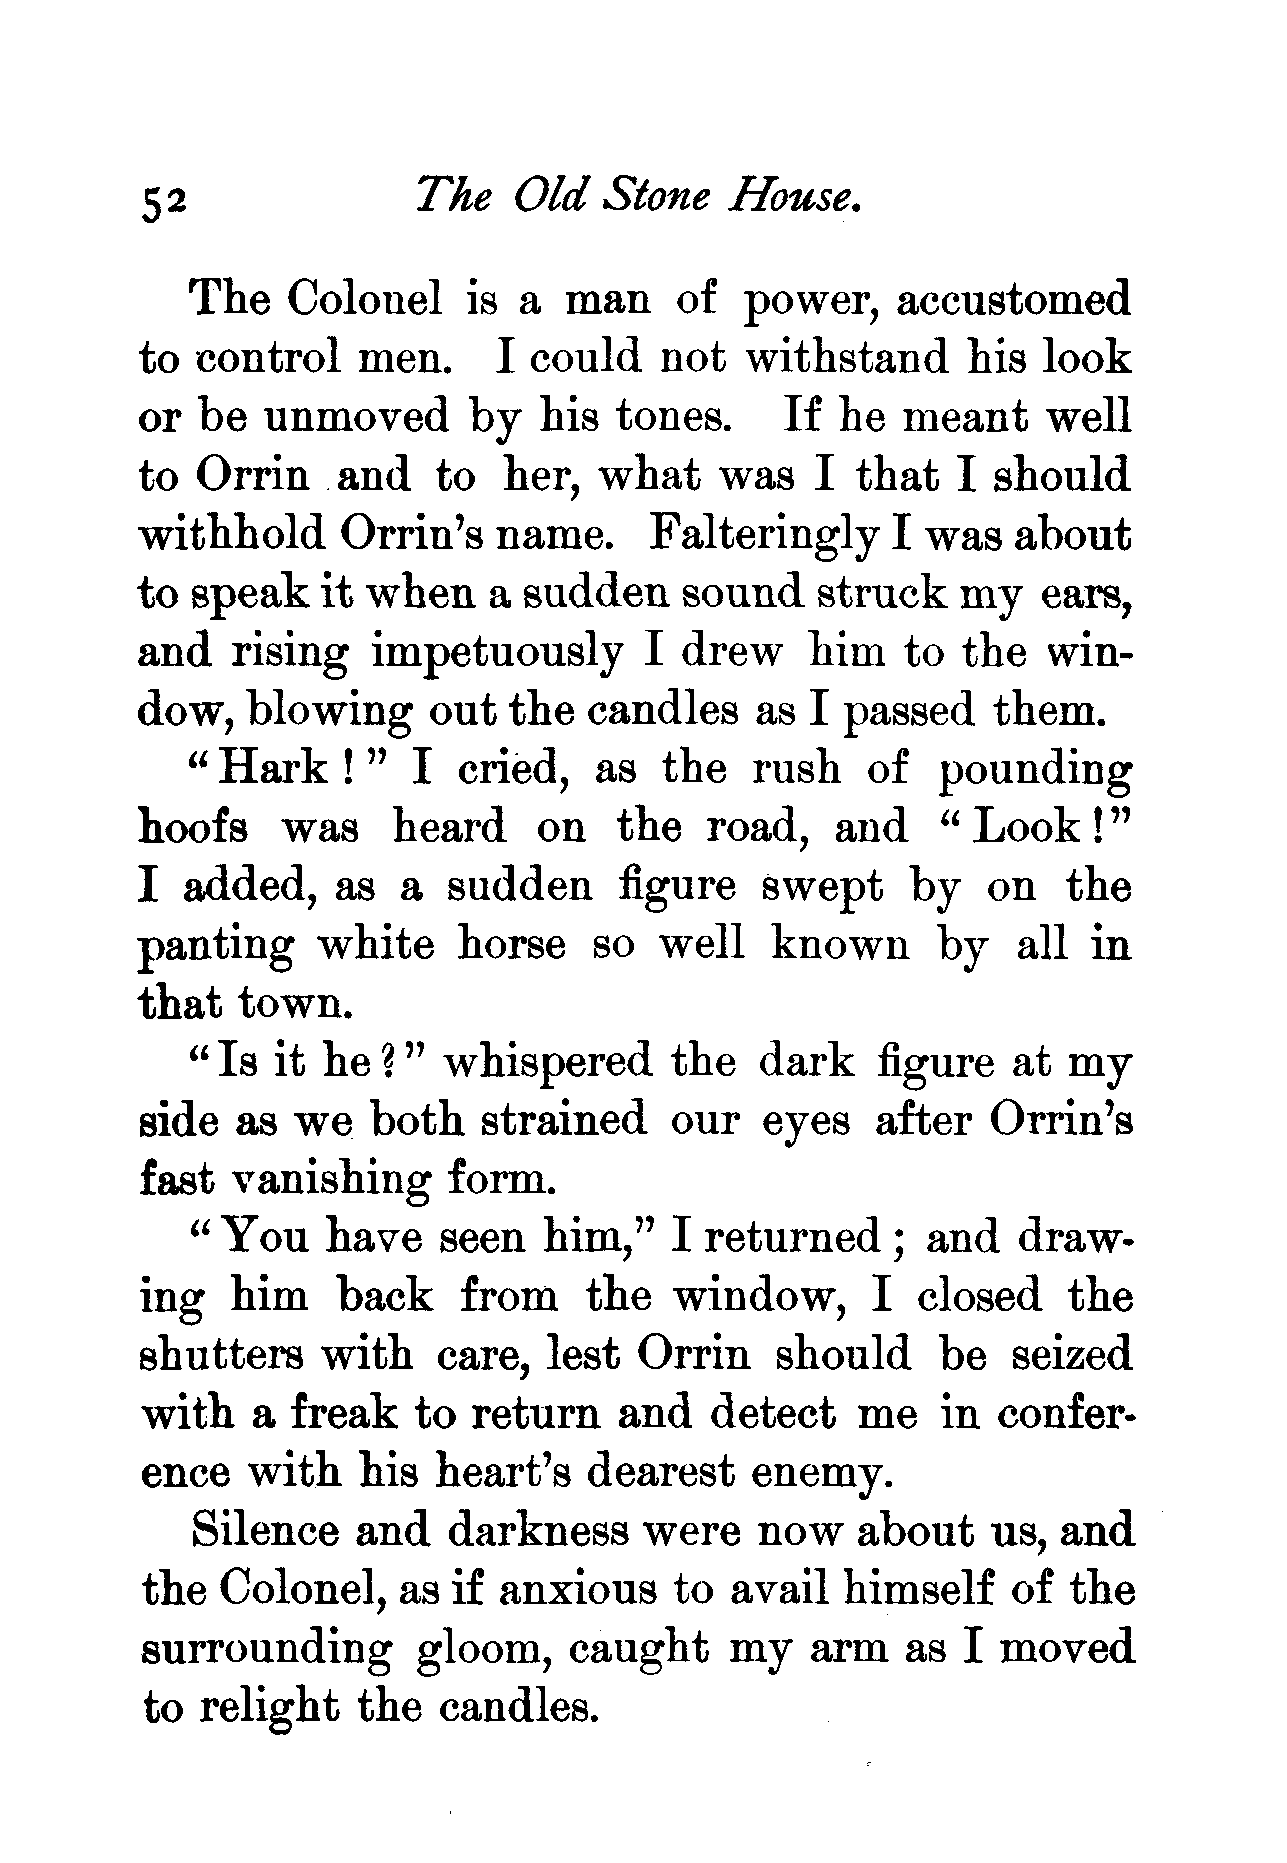 52 The Old Stone House.
The Colonel is a man of power, accustomed
to control men. I could not withstand his look
or be unmoved by his tones. If he meant well
to Orrin and to her, what was I that I should
withhold Orrin's name. Falteringly I was about
to speak it when a sudden sound struck my ears,
and rising impetuously I drew him to the win-
dow, blowing out the candles as I passed them.
“Hark!” I cried, as the rush of pounding
hoofs was heard on the road, and “Look!”
I added, as a sudden figure swept by on the
panting white horse so well known by all in
that town.
“Is it he?” whispered the dark figure at my
side as we both strained our eyes after Orrin's
fast vanishing form.
“You have seen him,” I returned; and draw-
ing him back from the window, I closed the
shutters with care, lest Orrin should be seized
with a freak to return and detect me in confer-
ence with his heart's dearest enemy.
Silence and darkness were now about us, and
the Colonel, as if anxious to avail himself of the
surrounding gloom, caught my arm as I moved
to relight the candles.